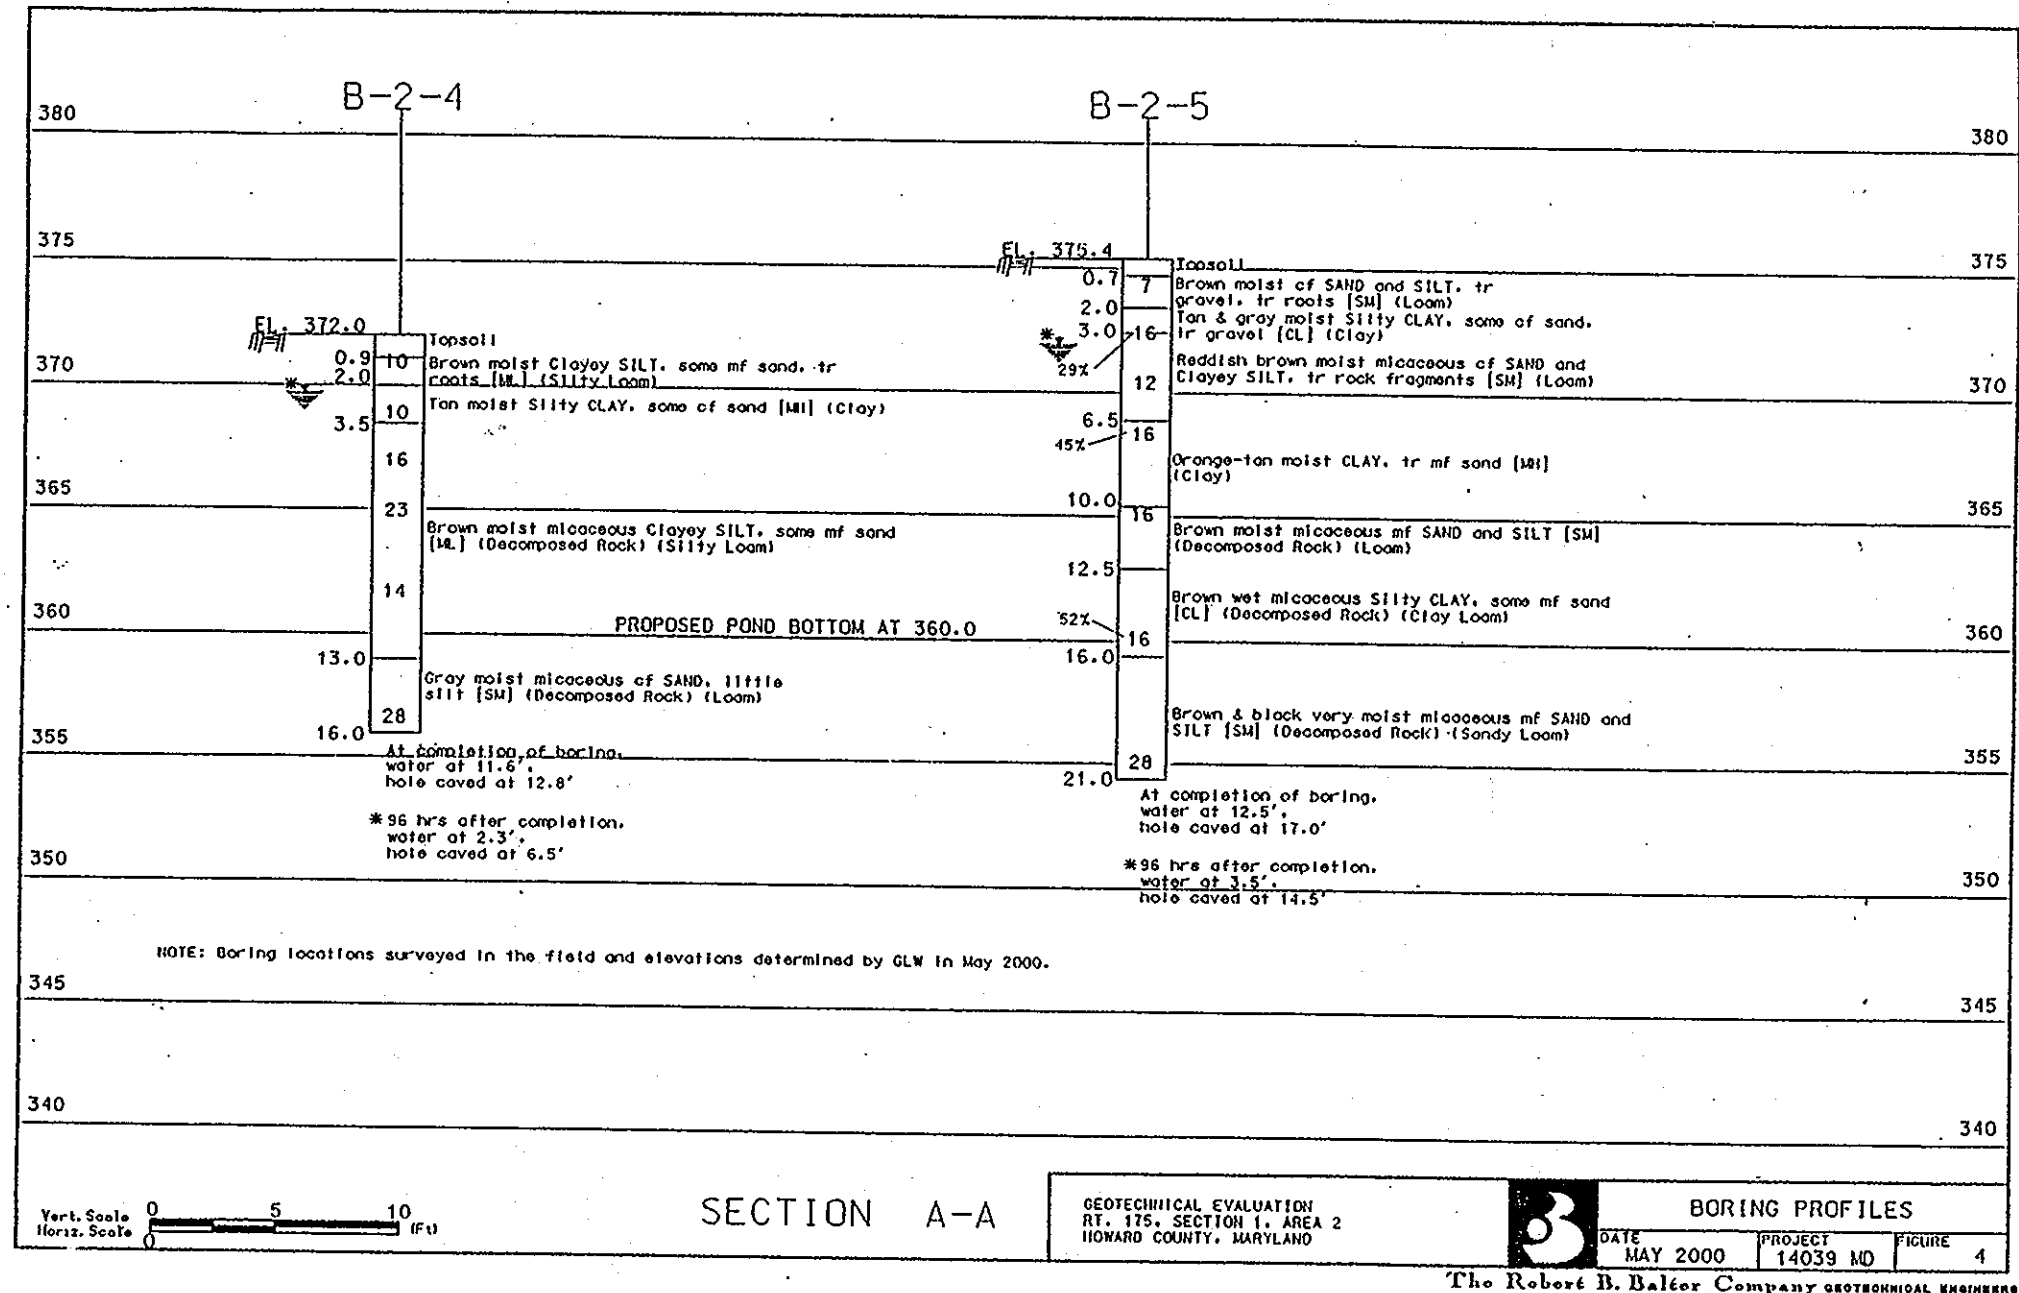 B-2-4
B-2-5
380
380
375
375
EL. 372.0
0.9
2.0
*
3.5
13.0
16.0
10
10
16
23
14
28
Topsoil
Brown moist Clayey SILT, some mf sand, tr
roots [ML] (Silty Loam)
Tan moist Silty CLAY, some cf sand [MH] (Clay)
Brown moist micaceous Clayey SILT, some mf sand
[ML] (Decomposed Rock) (Silty Loam)
Gray moist micaceous cf SAND, little
silt [SM] (Decomposed Rock) (Loam)
At completion of boring,
water at 11.6',
hole caved at 12.8'
*96 hrs after completion,
water at 2.3',
hole caved at 6.5'
EL. 375.4
0.7
2.0
* 3.0
29%
6.5
45%
10.0
12.5
52%
16.0
21.0
7
16
12
16
16
16
28
Topsoil
Brown moist cf SAND and SILT, tr
gravel, tr roots [SM] (Loam)
Tan & gray moist Silty CLAY, some cf sand,
tr gravel [CL] (Clay)
Reddish brown moist micaceous cf SAND and
Clayey SILT, tr rock fragments [SM] (Loam)
Orange-tan moist CLAY, tr mf sand [MH]
(Clay)
Brown moist micaceous mf SAND and SILT [SM]
(Decomposed Rock) (Loam)
Brown wet micaceous Silty CLAY, some mf sand
[CL] (Decomposed Rock) (Clay Loam)
Brown & black very moist micaceous mf SAND and
SILT [SM] (Decomposed Rock) (Sandy Loam)
At completion of boring,
water at 12.5',
hole caved at 17.0'
*96 hrs after completion,
water at 3.5',
hole caved at 14.5'
370
370
365
365
360
PROPOSED POND BOTTOM AT 360.0
360
355
355
350
350
NOTE: Boring locations surveyed in the field and elevations determined by GLW in May 2000.
345
345
340
340
Vert. Scale 0 5 10
Horiz. Scale 0 (Ft)
SECTION A-A
GEOTECHNICAL EVALUATION
RT. 175, SECTION 1, AREA 2
HOWARD COUNTY, MARYLAND
B
BORING PROFILES
DATE
MAY 2000
PROJECT
14039 MD
FIGURE
4
The Robert B. Balter Company GEOTECHNICAL ENGINEERS